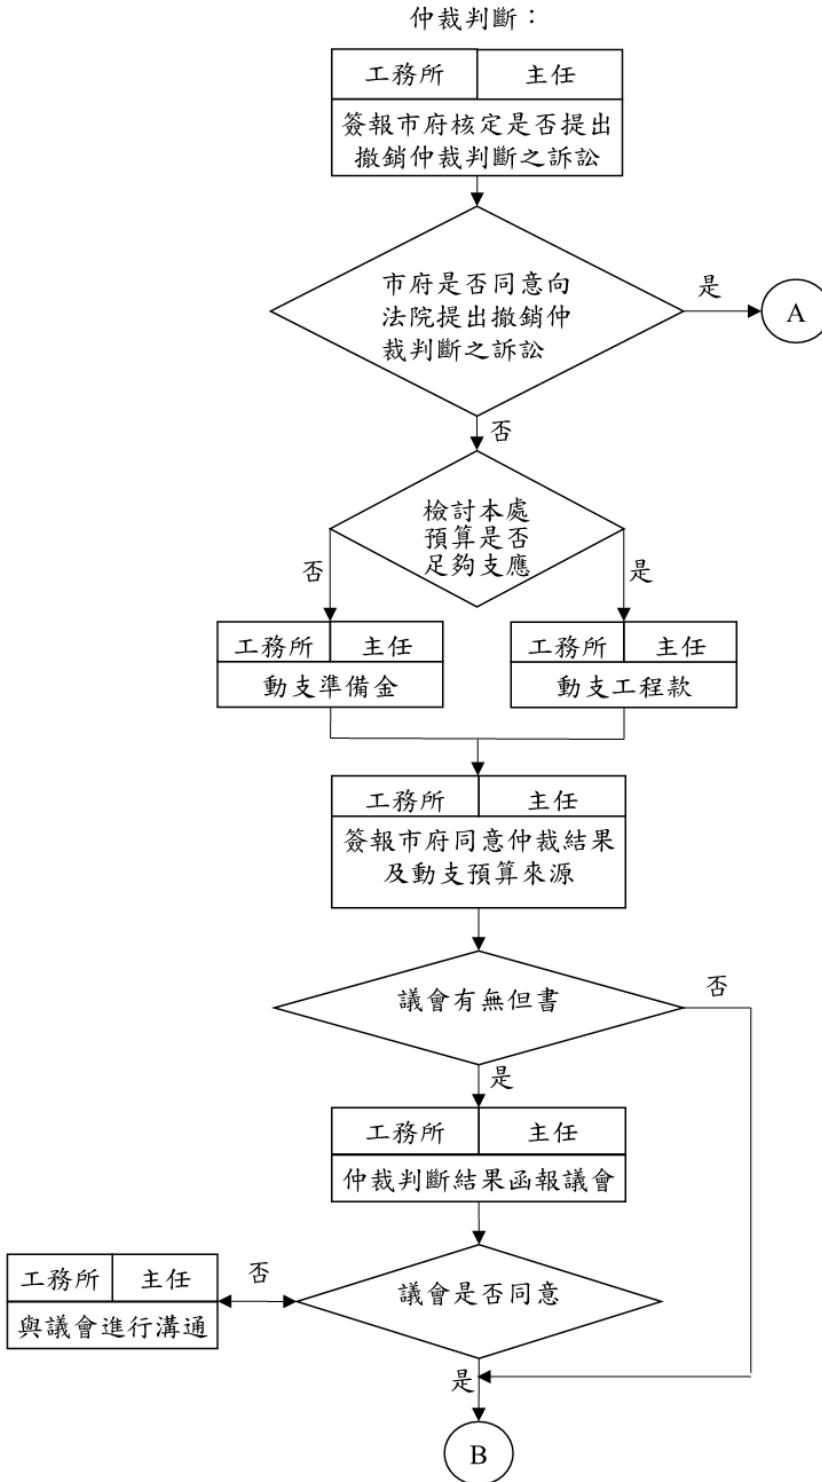 仲裁判斷：
工務所 主任
簽報市府核定是否提出
撤銷仲裁判斷之訴訟
市府是否同意向
法院提出撤銷仲
裁判斷之訴訟
是
A
否
檢討本處
預算是否
足夠支應
否
是
工務所 主任
動支準備金
工務所 主任
動支工程款
工務所 主任
簽報市府同意仲裁結果
及動支預算來源
議會有無但書
否
是
工務所 主任
仲裁判斷結果函報議會
議會是否同意
否
工務所 主任
與議會進行溝通
是
B